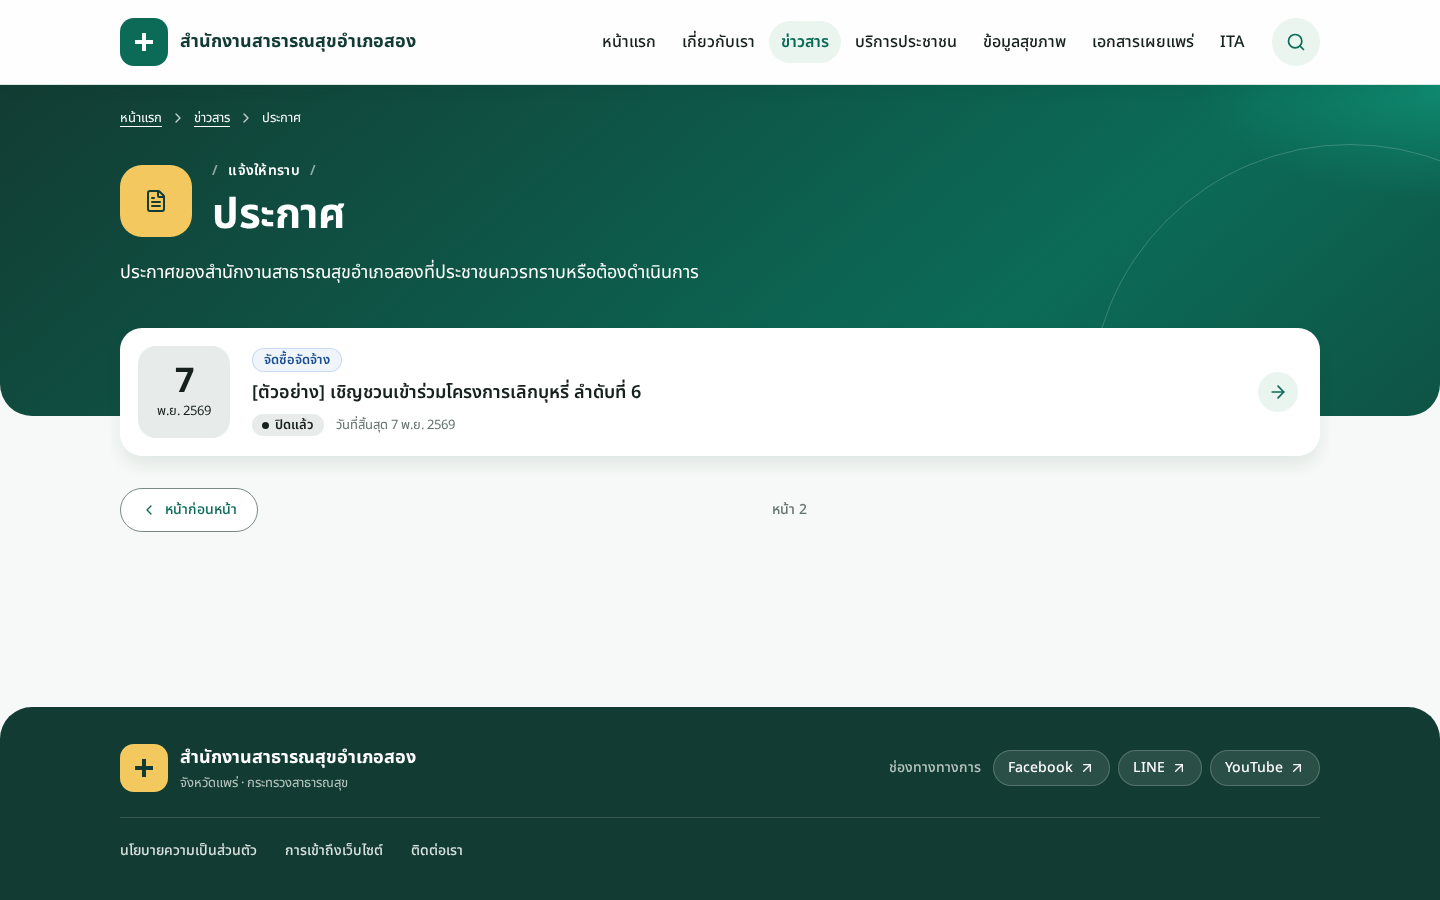 สำนักงานสาธารณสุขอำเภอสอง
หน้าแรก เกี่ยวกับเรา ข่าวสาร บริการประชาชน ข้อมูลสุขภาพ เอกสารเผยแพร่ ITA
หน้าแรก ข่าวสาร ประกาศ
/ แจ้งให้ทราบ /
ประกาศ
ประกาศของสำนักงานสาธารณสุขอำเภอสองที่ประชาชนควรทราบหรือต้องดำเนินการ
7
พ.ย. 2569
จัดซื้อจัดจ้าง
[ตัวอย่าง] เชิญชวนเข้าร่วมโครงการเลิกบุหรี่ ลำดับที่ 6
ปิดแล้ว วันที่สิ้นสุด 7 พ.ย. 2569
หน้าก่อนหน้า หน้า 2
สำนักงานสาธารณสุขอำเภอสอง
จังหวัดแพร่ · กระทรวงสาธารณสุข
ช่องทางทางการ Facebook LINE YouTube
นโยบายความเป็นส่วนตัว การเข้าถึงเว็บไซต์ ติดต่อเรา